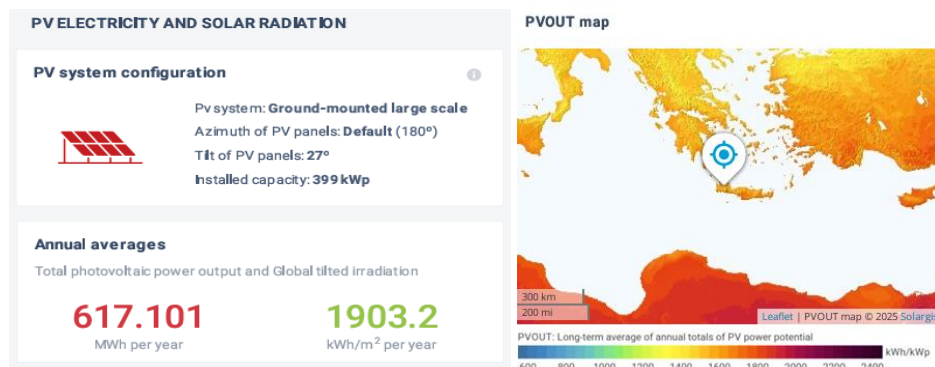 PV ELECTRICITY AND SOLAR RADIATION
PV system configuration
Pv system: Ground-mounted large scale
Azimuth of PV panels: Default (180º)
Tilt of PV panels: 27º
Installed capacity: 399 kWp
Annual averages
Total photovoltaic power output and Global tilted irradiation
617.101
MWh per year
1903.2
kWh/m² per year
PVOUT map
300 km
200 mi
Leaflet | PVOUT map © 2025 Solargis
PVOUT: Long-term average of annual totals of PV power potential
kWh/kWp
600 800 1000 1200 1400 1600 1800 2000 2200 2400